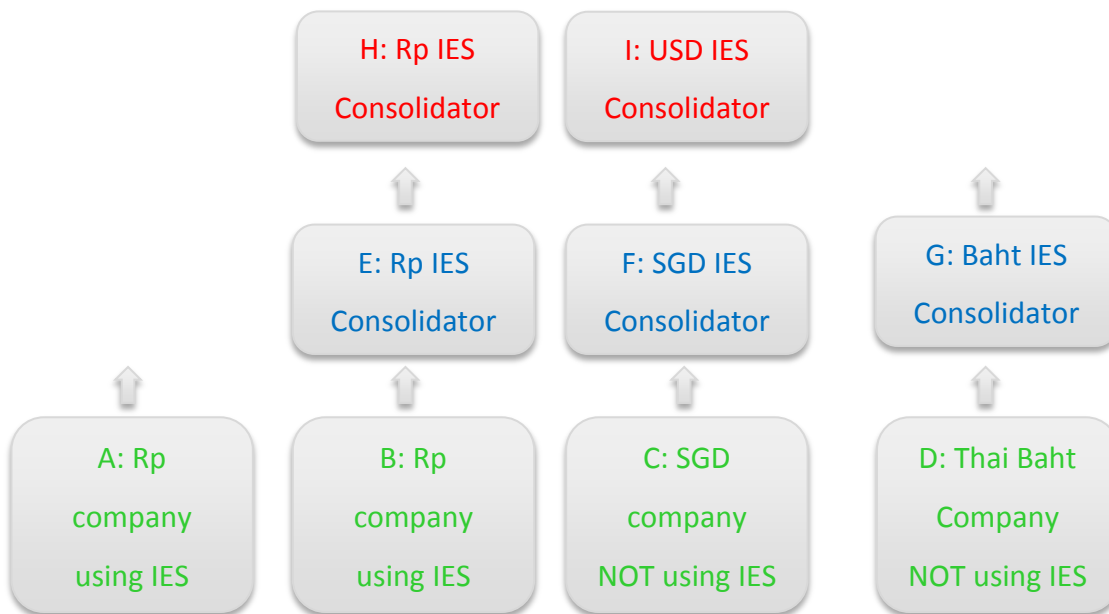 H: Rp IES
Consolidator
I: USD IES
Consolidator
E: Rp IES
Consolidator
F: SGD IES
Consolidator
G: Baht IES
Consolidator
A: Rp
company
using IES
B: Rp
company
using IES
C: SGD
company
NOT using IES
D: Thai Baht
Company
NOT using IES